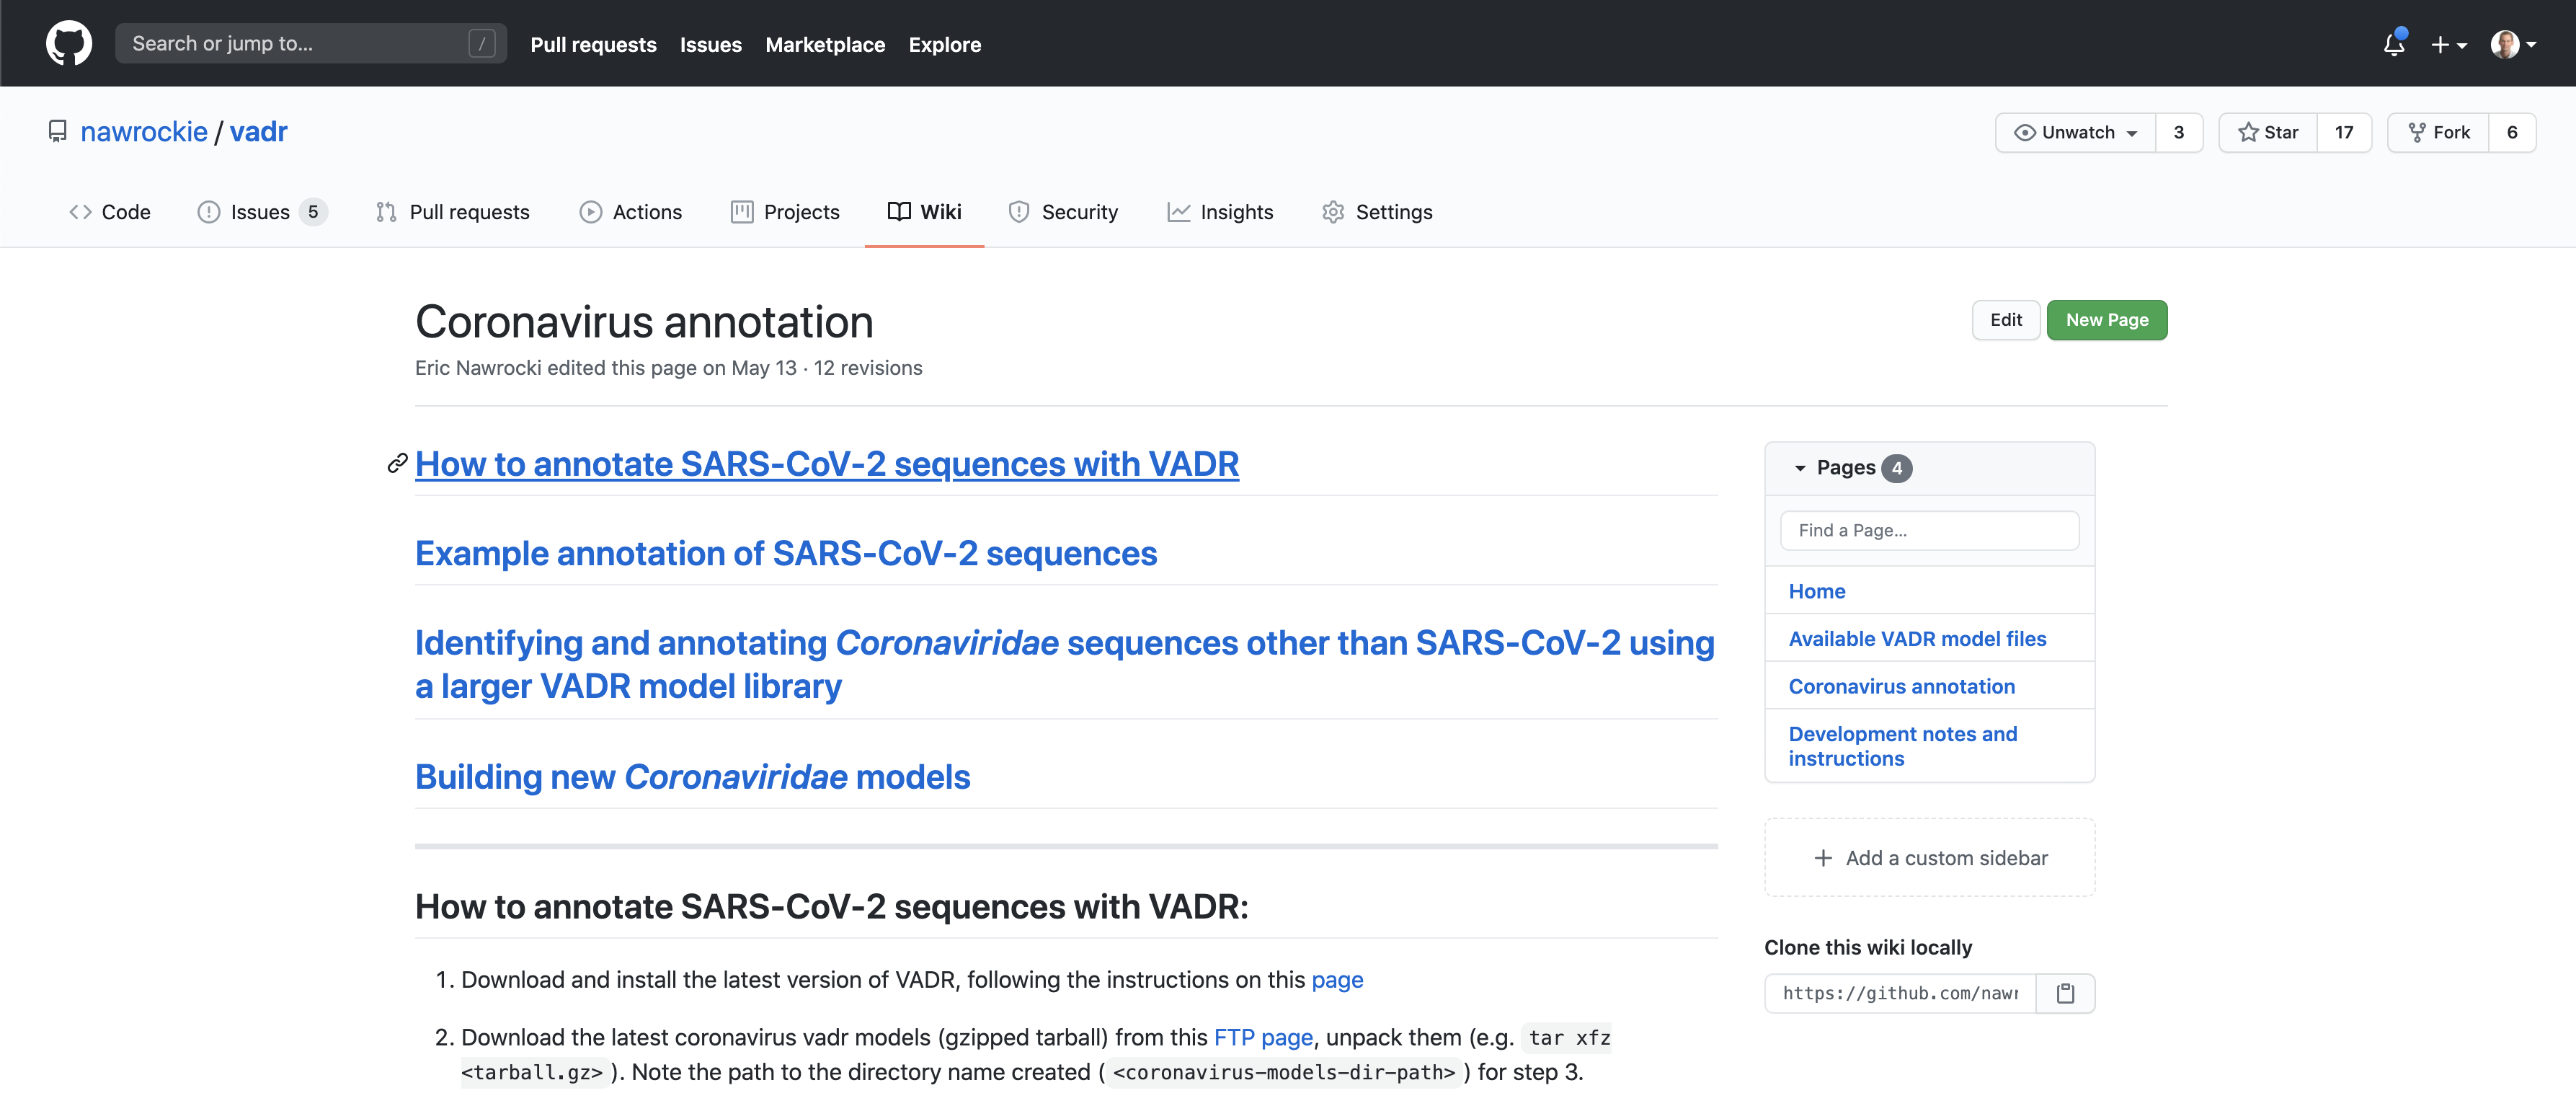 Search or jump to... /
Pull requests Issues Marketplace Explore
nawrockie / vadr
Unwatch 3 Star 17 Fork 6
Code Issues 5 Pull requests Actions Projects Wiki Security Insights Settings
Coronavirus annotation
Edit New Page
Eric Nawrocki edited this page on May 13 · 12 revisions
How to annotate SARS-CoV-2 sequences with VADR
Example annotation of SARS-CoV-2 sequences
Identifying and annotating Coronaviridae sequences other than SARS-CoV-2 using
a larger VADR model library
Building new Coronaviridae models
How to annotate SARS-CoV-2 sequences with VADR:
1. Download and install the latest version of VADR, following the instructions on this page
2. Download the latest coronavirus vadr models (gzipped tarball) from this FTP page, unpack them (e.g. tar xfz
<tarball.gz>). Note the path to the directory name created (<coronavirus-models-dir-path>) for step 3.
Pages 4
Find a Page...
Home
Available VADR model files
Coronavirus annotation
Development notes and
instructions
+ Add a custom sidebar
Clone this wiki locally
https://github.com/nawr